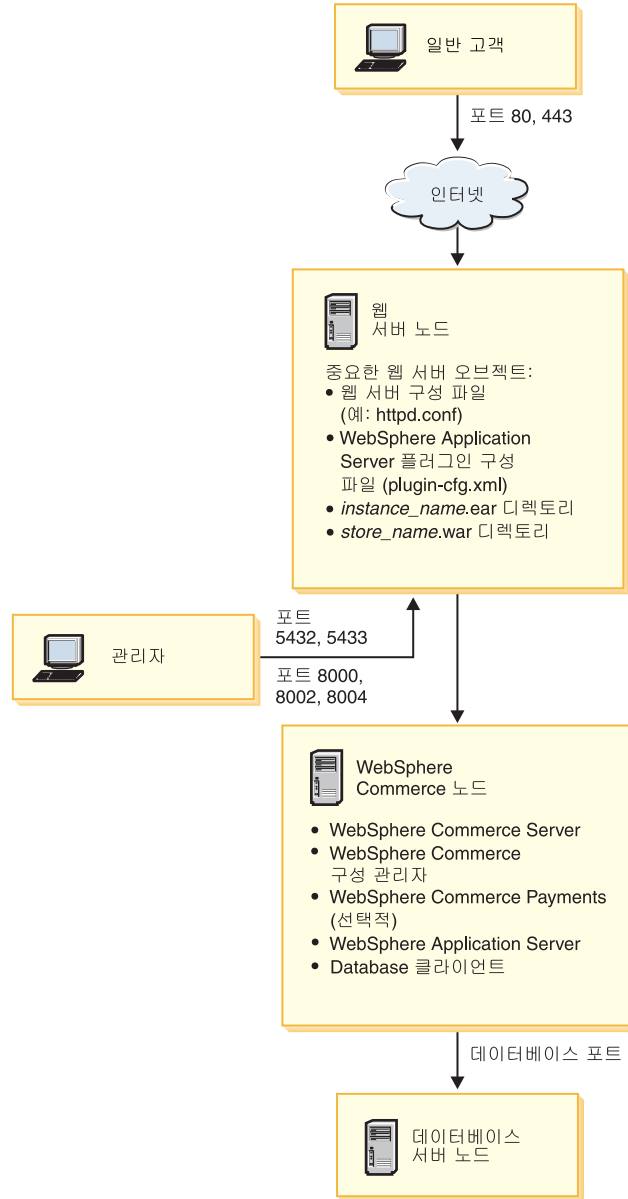 일반 고객
포트 80, 443
인터넷
웹
서버 노드
중요한 웹 서버 오브젝트:
• 웹 서버 구성 파일
(예: httpd.conf)
• WebSphere Application
Server 플러그인 구성
파일 (plugin-cfg.xml)
• instance_name.ear 디렉토리
• store_name.war 디렉토리
관리자
포트
5432, 5433
포트 8000,
8002, 8004
WebSphere
Commerce 노드
• WebSphere Commerce Server
• WebSphere Commerce
구성 관리자
• WebSphere Commerce Payments
(선택적)
• WebSphere Application Server
• Database 클라이언트
데이터베이스 포트
데이터베이스
서버 노드